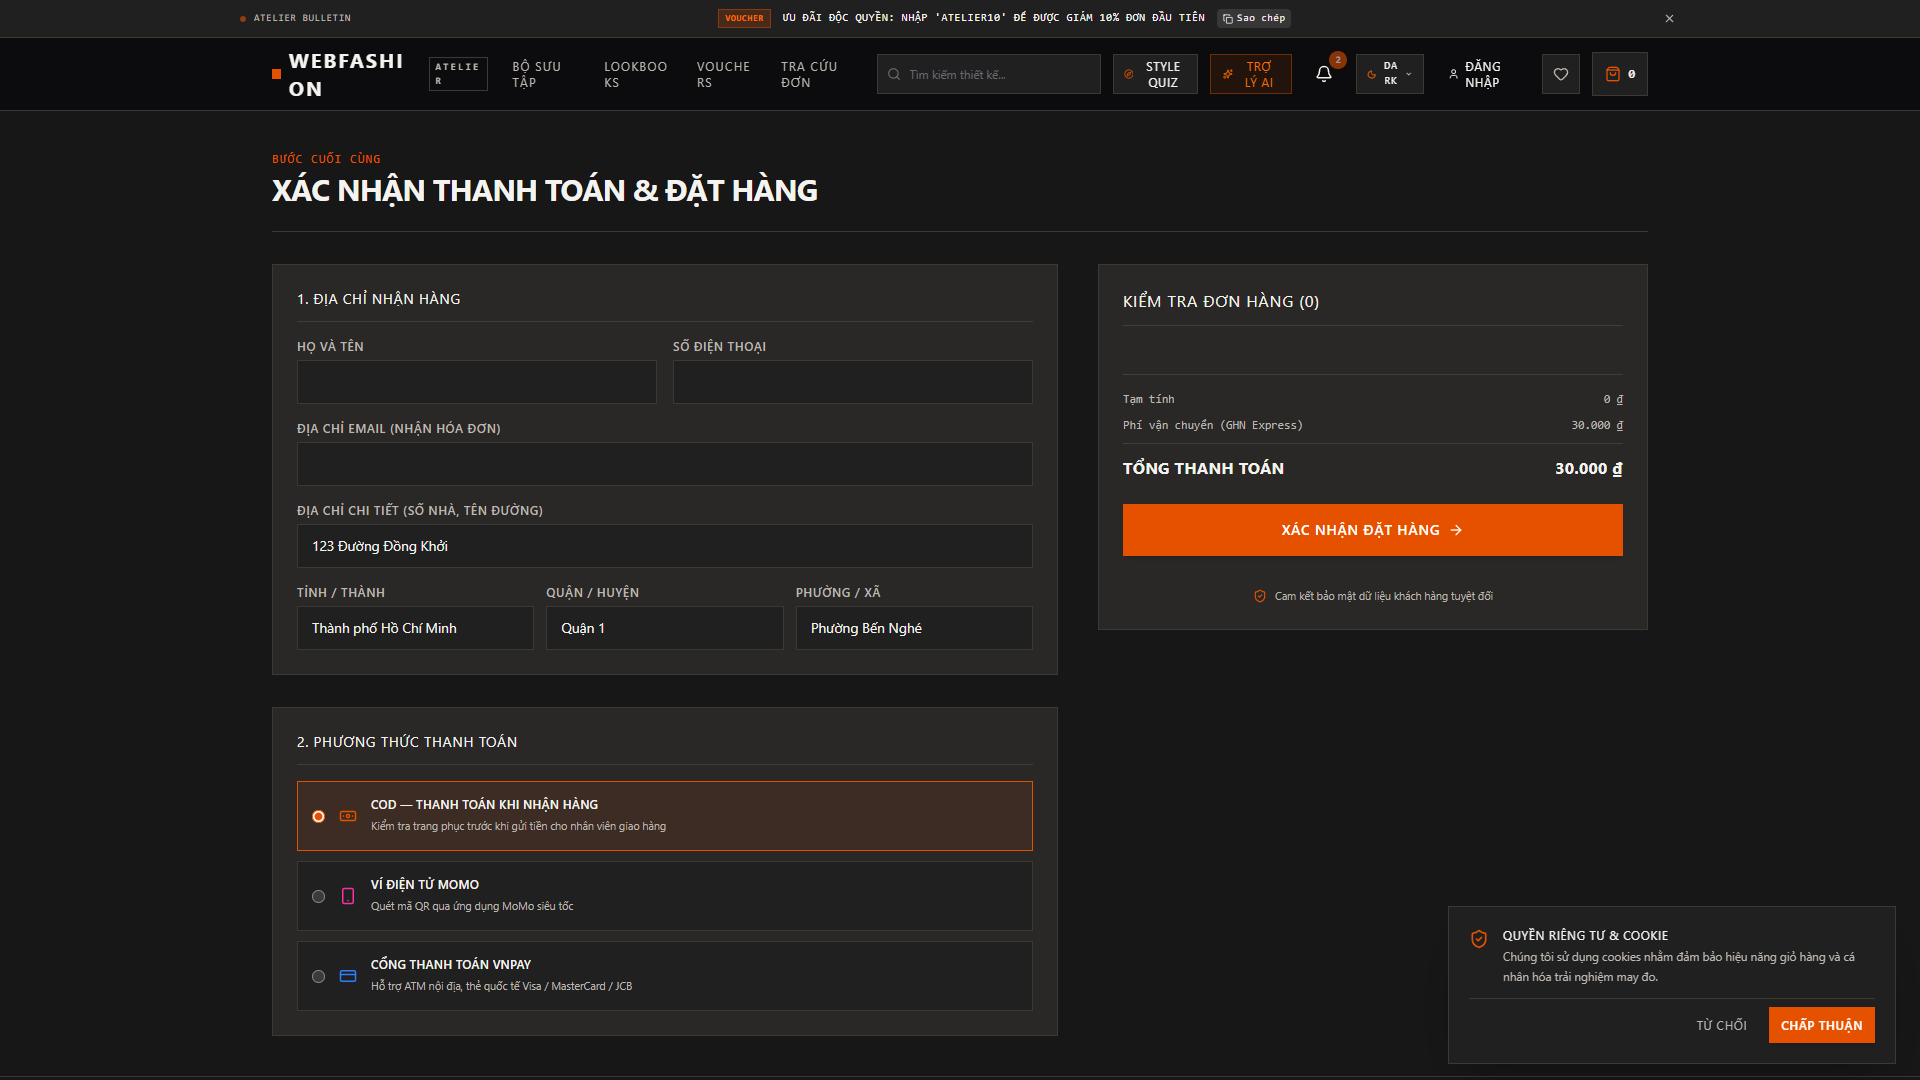 ATELIER BULLETIN
VOUCHER
ƯU ĐÃI ĐỘC QUYỀN: NHẬP 'ATELIER10' ĐỂ ĐƯỢC GIẢM 10% ĐƠN ĐẦU TIÊN
Sao chép
WEBFASHI
ON
ATELIE
R
BỘ SƯU
TẬP
LOOKBOO
KS
VOUCHE
RS
TRA CỨU
ĐƠN
Tìm kiếm thiết kế...
STYLE
QUIZ
TRỢ
LÝ AI
2
DA
RK
ĐĂNG
NHẬP
0
BƯỚC CUỐI CÙNG
XÁC NHẬN THANH TOÁN & ĐẶT HÀNG
1. ĐỊA CHỈ NHẬN HÀNG
HỌ VÀ TÊN
SỐ ĐIỆN THOẠI
ĐỊA CHỈ EMAIL (NHẬN HÓA ĐƠN)
ĐỊA CHỈ CHI TIẾT (SỐ NHÀ, TÊN ĐƯỜNG)
123 Đường Đồng Khởi
TỈNH / THÀNH
QUẬN / HUYỆN
PHƯỜNG / XÃ
Thành phố Hồ Chí Minh
Quận 1
Phường Bến Nghé
2. PHƯƠNG THỨC THANH TOÁN
COD — THANH TOÁN KHI NHẬN HÀNG
Kiểm tra trang phục trước khi gửi tiền cho nhân viên giao hàng
VÍ ĐIỆN TỬ MOMO
Quét mã QR qua ứng dụng MoMo siêu tốc
CỔNG THANH TOÁN VNPAY
Hỗ trợ ATM nội địa, thẻ quốc tế Visa / MasterCard / JCB
KIỂM TRA ĐƠN HÀNG (0)
Tạm tính
0 ₫
Phí vận chuyển (GHN Express)
30.000 ₫
TỔNG THANH TOÁN
30.000 ₫
XÁC NHẬN ĐẶT HÀNG →
Cam kết bảo mật dữ liệu khách hàng tuyệt đối
QUYỀN RIÊNG TƯ & COOKIE
Chúng tôi sử dụng cookies nhằm đảm bảo hiệu năng giỏ hàng và cá
nhân hóa trải nghiệm may đo.
TỪ CHỐI
CHẤP THUẬN